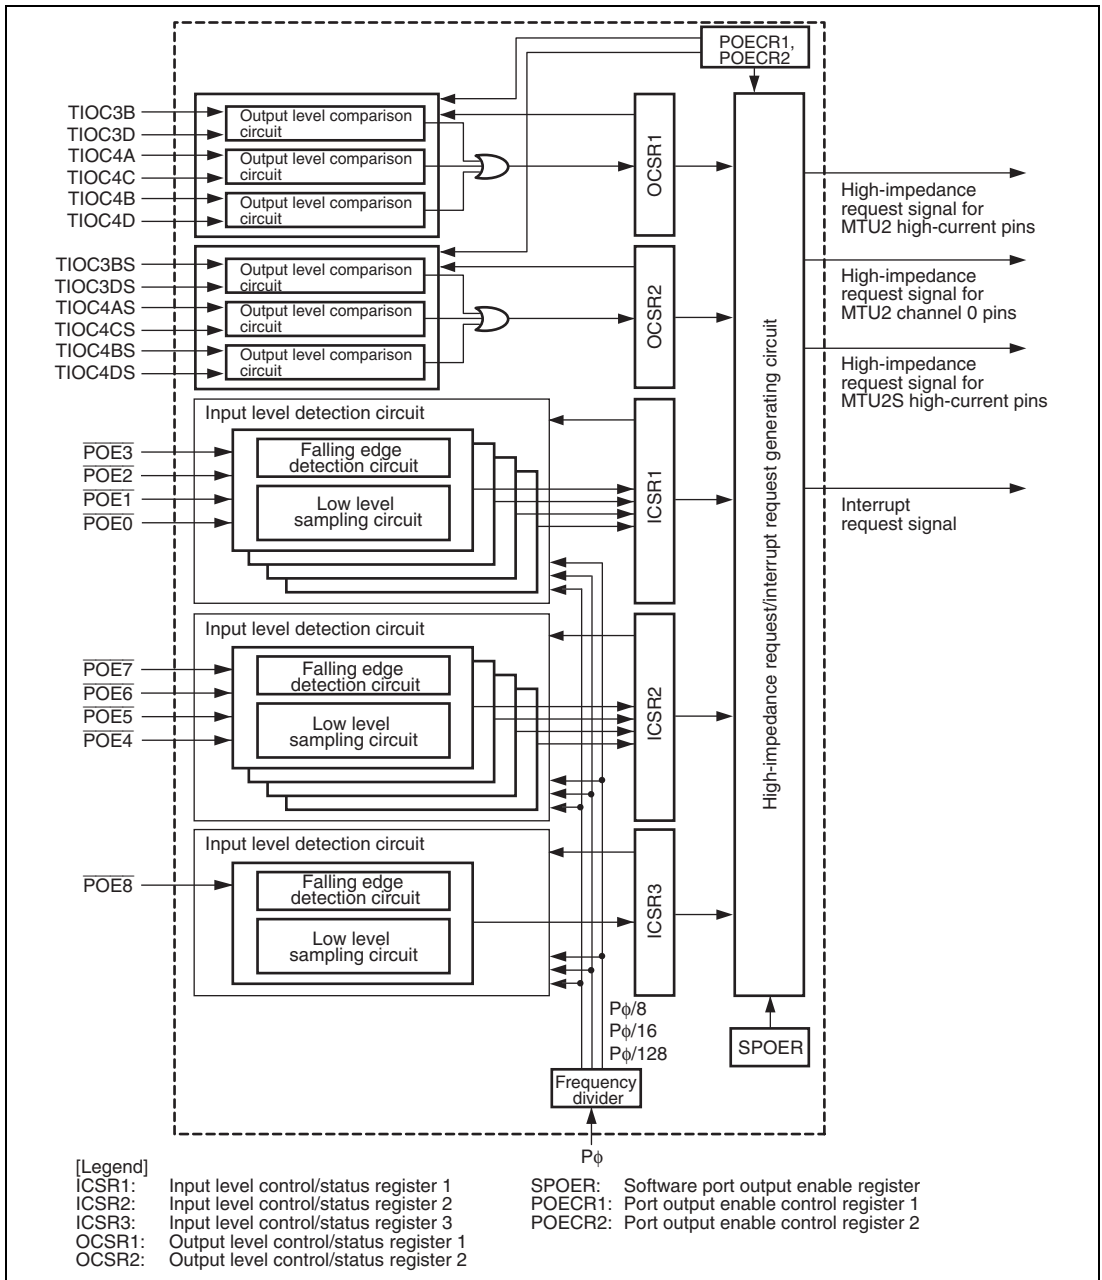 POECR1,
POECR2
TIOC3B
TIOC3D
TIOC4A
TIOC4C
TIOC4B
TIOC4D
Output level comparison
circuit
Output level comparison
circuit
Output level comparison
circuit
OCSR1
TIOC3BS
TIOC3DS
TIOC4AS
TIOC4CS
TIOC4BS
TIOC4DS
Output level comparison
circuit
Output level comparison
circuit
Output level comparison
circuit
OCSR2
High-impedance
request signal for
MTU2 high-current pins
High-impedance
request signal for
MTU2 channel 0 pins
High-impedance
request signal for
MTU2S high-current pins
Interrupt
request signal
High-impedance request/interrupt request generating circuit
Input level detection circuit
POE3
POE2
POE1
POE0
Falling edge
detection circuit
Low level
sampling circuit
ICSR1
Input level detection circuit
POE7
POE6
POE5
POE4
Falling edge
detection circuit
Low level
sampling circuit
ICSR2
Input level detection circuit
POE8
Falling edge
detection circuit
Low level
sampling circuit
ICSR3
Pϕ/8
Pϕ/16
Pϕ/128
SPOER
Frequency
divider
Pϕ
[Legend]
ICSR1: Input level control/status register 1
ICSR2: Input level control/status register 2
ICSR3: Input level control/status register 3
OCSR1: Output level control/status register 1
OCSR2: Output level control/status register 2
SPOER: Software port output enable register
POECR1: Port output enable control register 1
POECR2: Port output enable control register 2